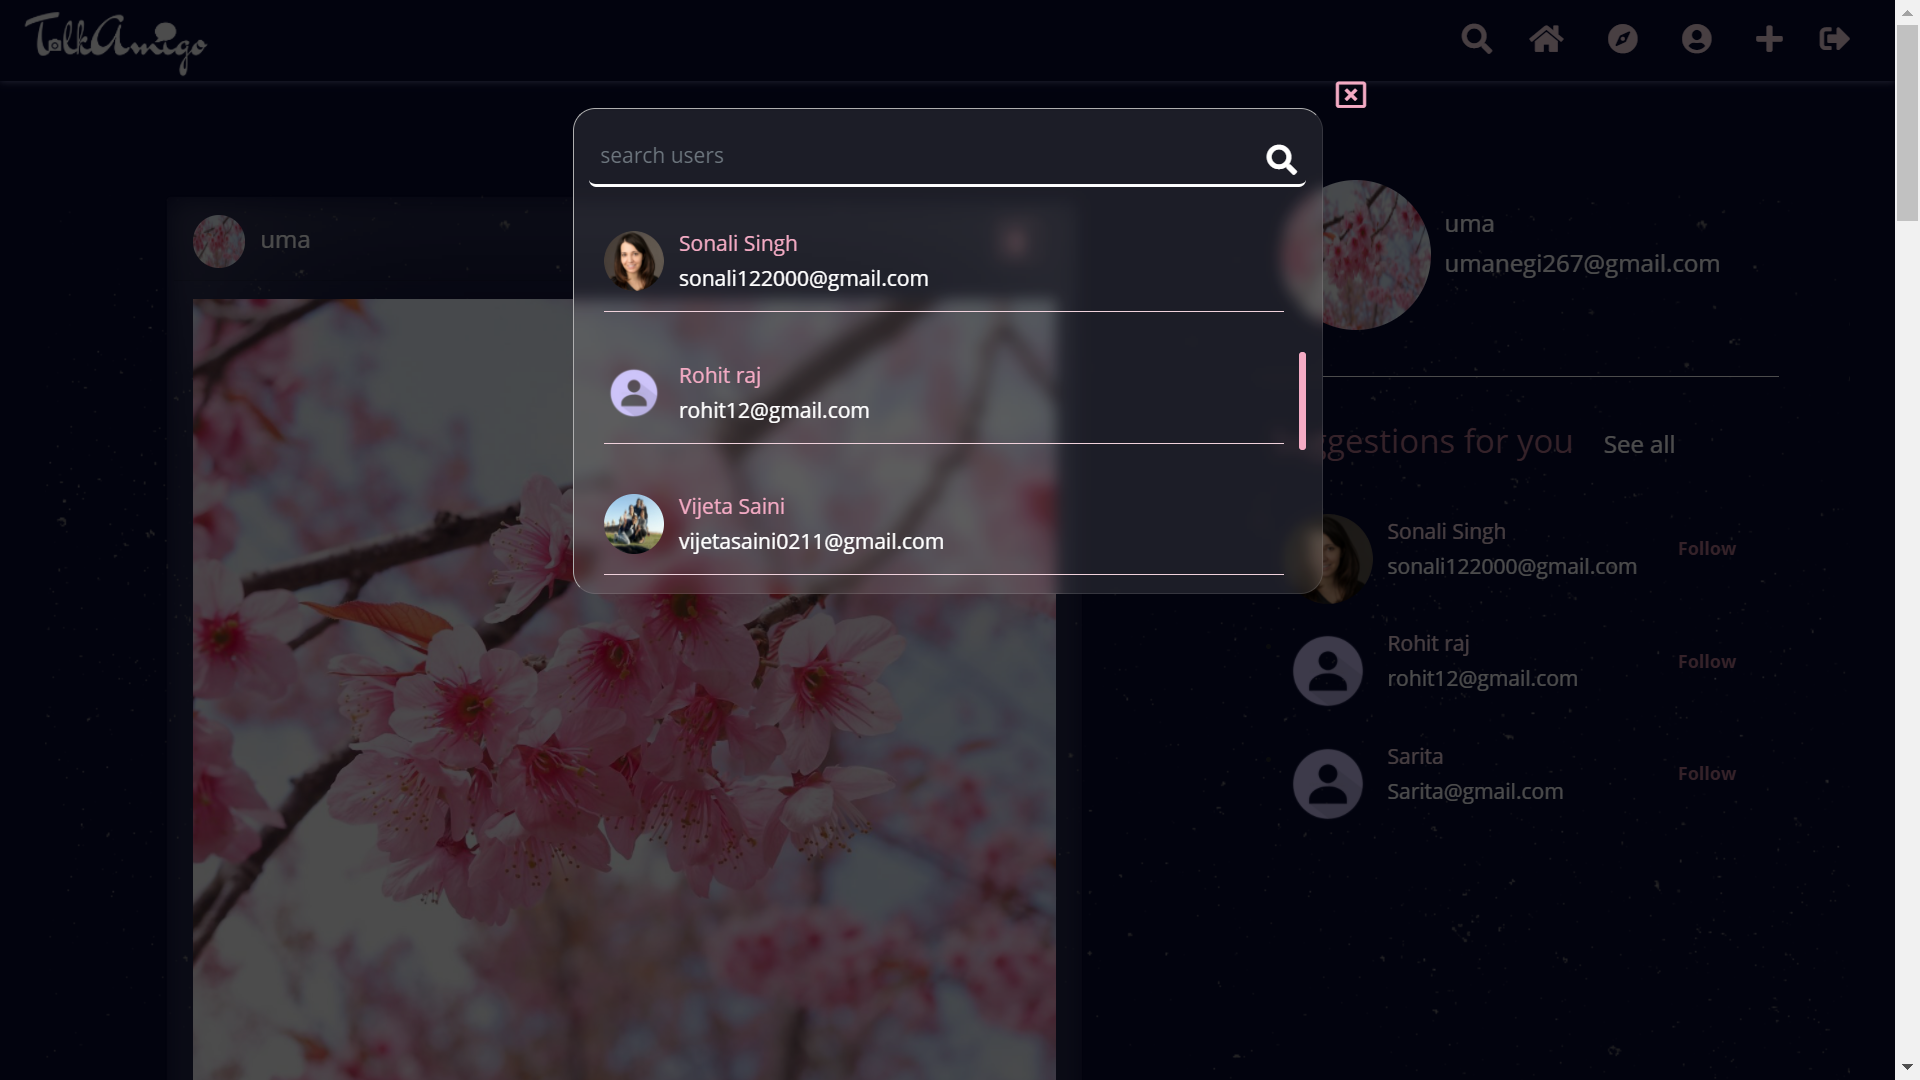 TalkAmigo
search users
Sonali Singh
sonali122000@gmail.com
Rohit raj
rohit12@gmail.com
Vijeta Saini
vijetasaini0211@gmail.com
uma
uma
umanegi267@gmail.com
ggestions for you See all
Sonali Singh
sonali122000@gmail.com
Follow
Rohit raj
rohit12@gmail.com
Follow
Sarita
Sarita@gmail.com
Follow